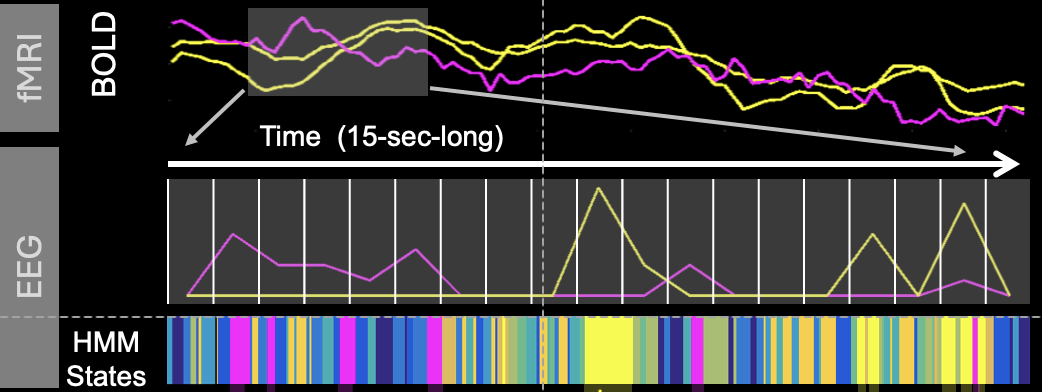 fMRI
BOLD
Time (15-sec-long)
EEG
HMM
States